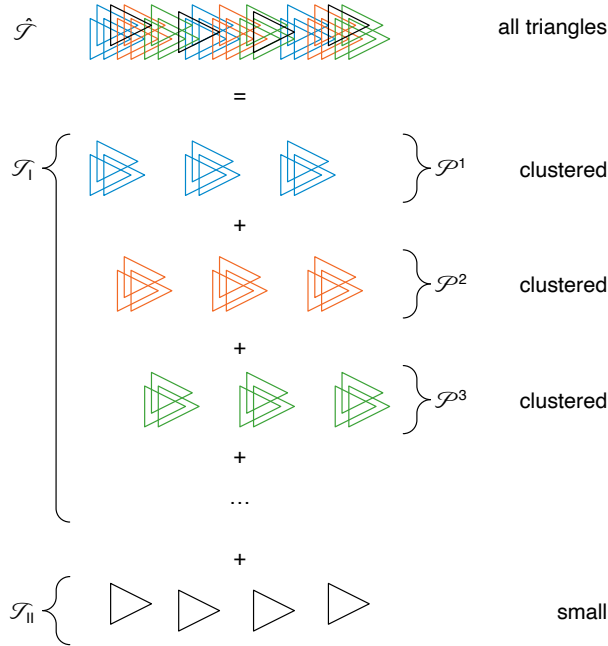 𝒯̂ all triangles
=
𝒯_I 𝒫¹ clustered
+
𝒫² clustered
+
𝒫³ clustered
+
...
+
𝒯_II small